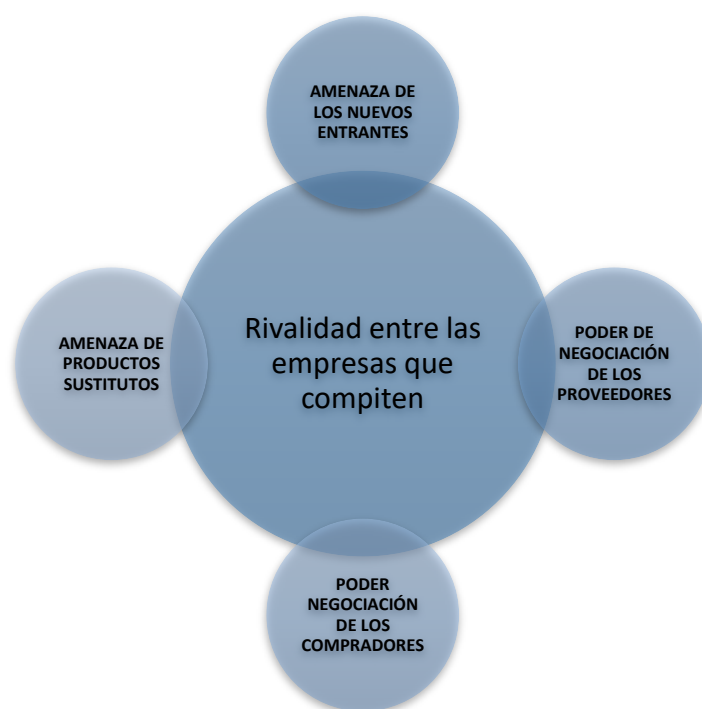 AMENAZA DE
LOS NUEVOS
ENTRANTES
Rivalidad entre las
empresas que
compiten
AMENAZA DE
PRODUCTOS
SUSTITUTOS
PODER DE
NEGOCIACIÓN
DE LOS
PROVEEDORES
PODER
NEGOCIACIÓN
DE LOS
COMPRADORES